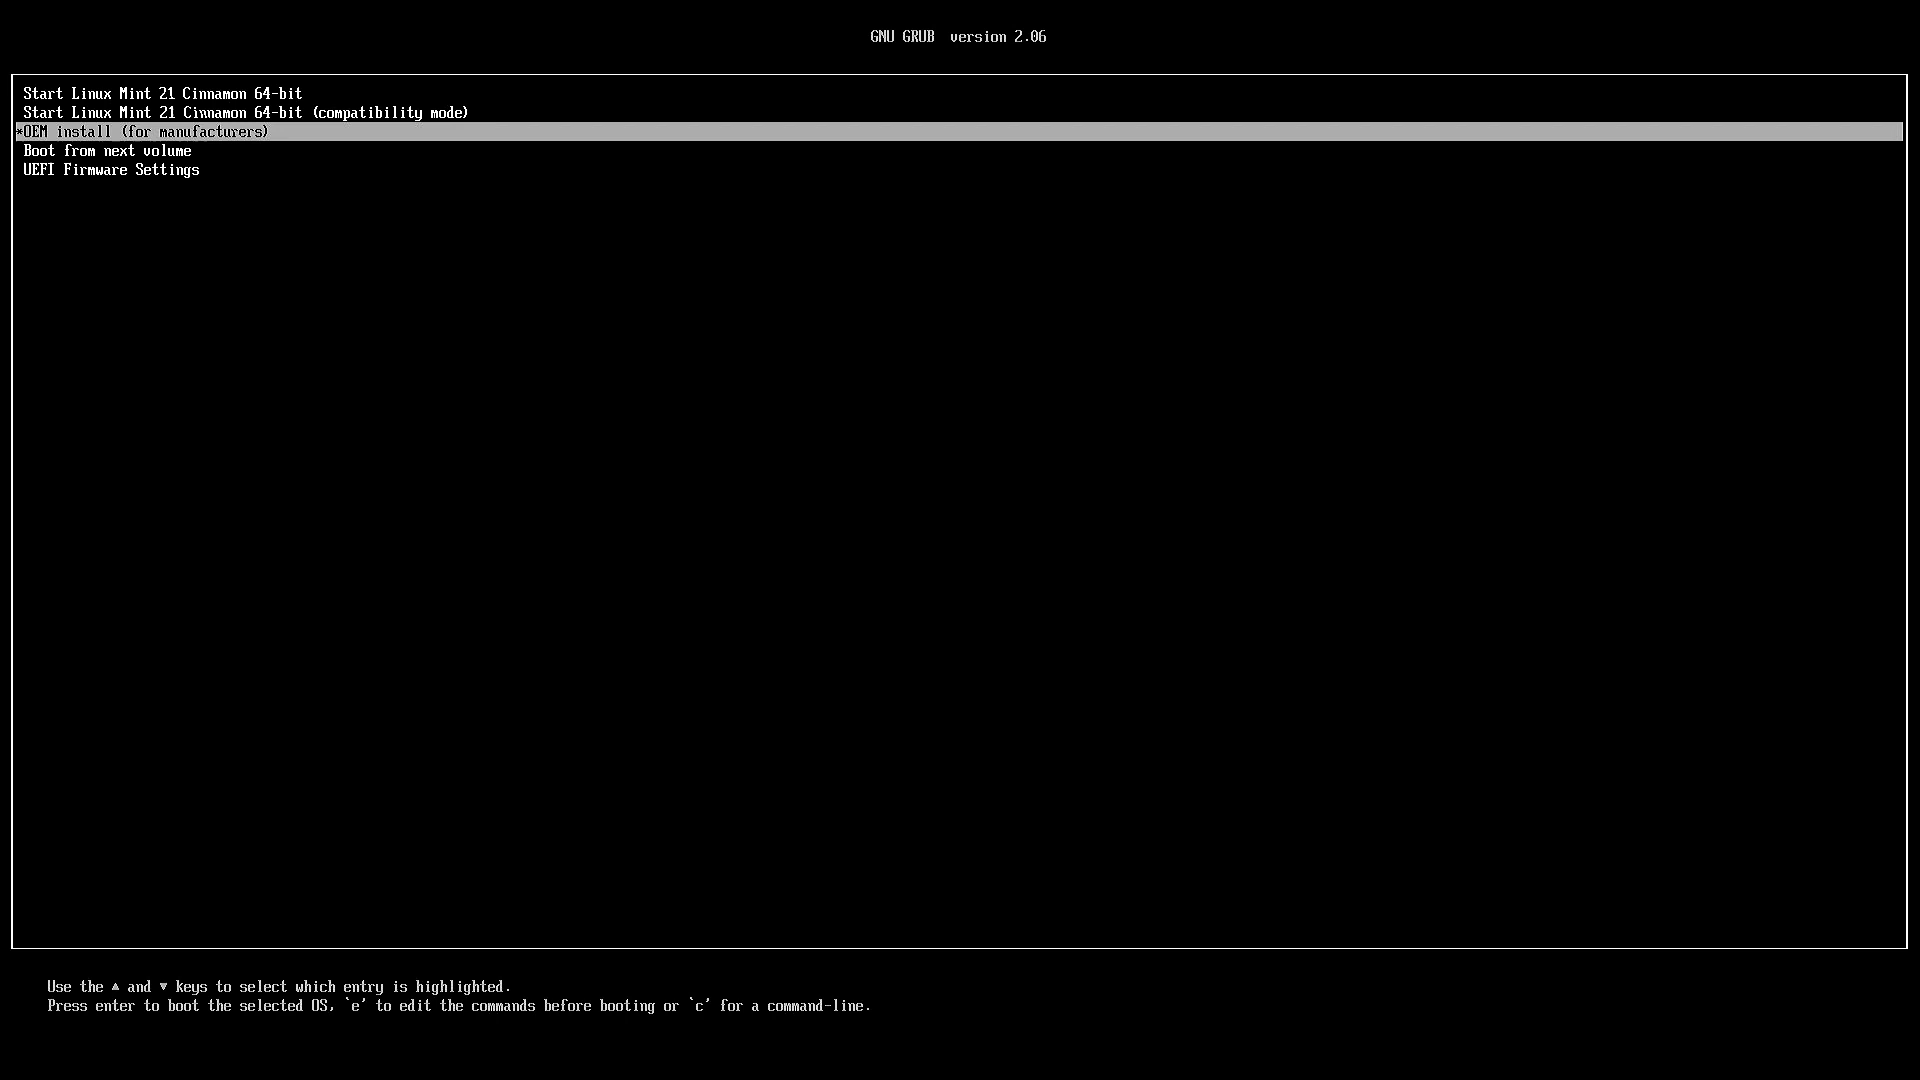 GNU GRUB  version 2.06
Start Linux Mint 21 Cinnamon 64-bit
Start Linux Mint 21 Cinnamon 64-bit (compatibility mode)
*OEM install (for manufacturers)
Boot from next volume
UEFI Firmware Settings
Use the ▲ and ▼ keys to select which entry is highlighted.
Press enter to boot the selected OS, `e' to edit the commands before booting or `c' for a command-line.